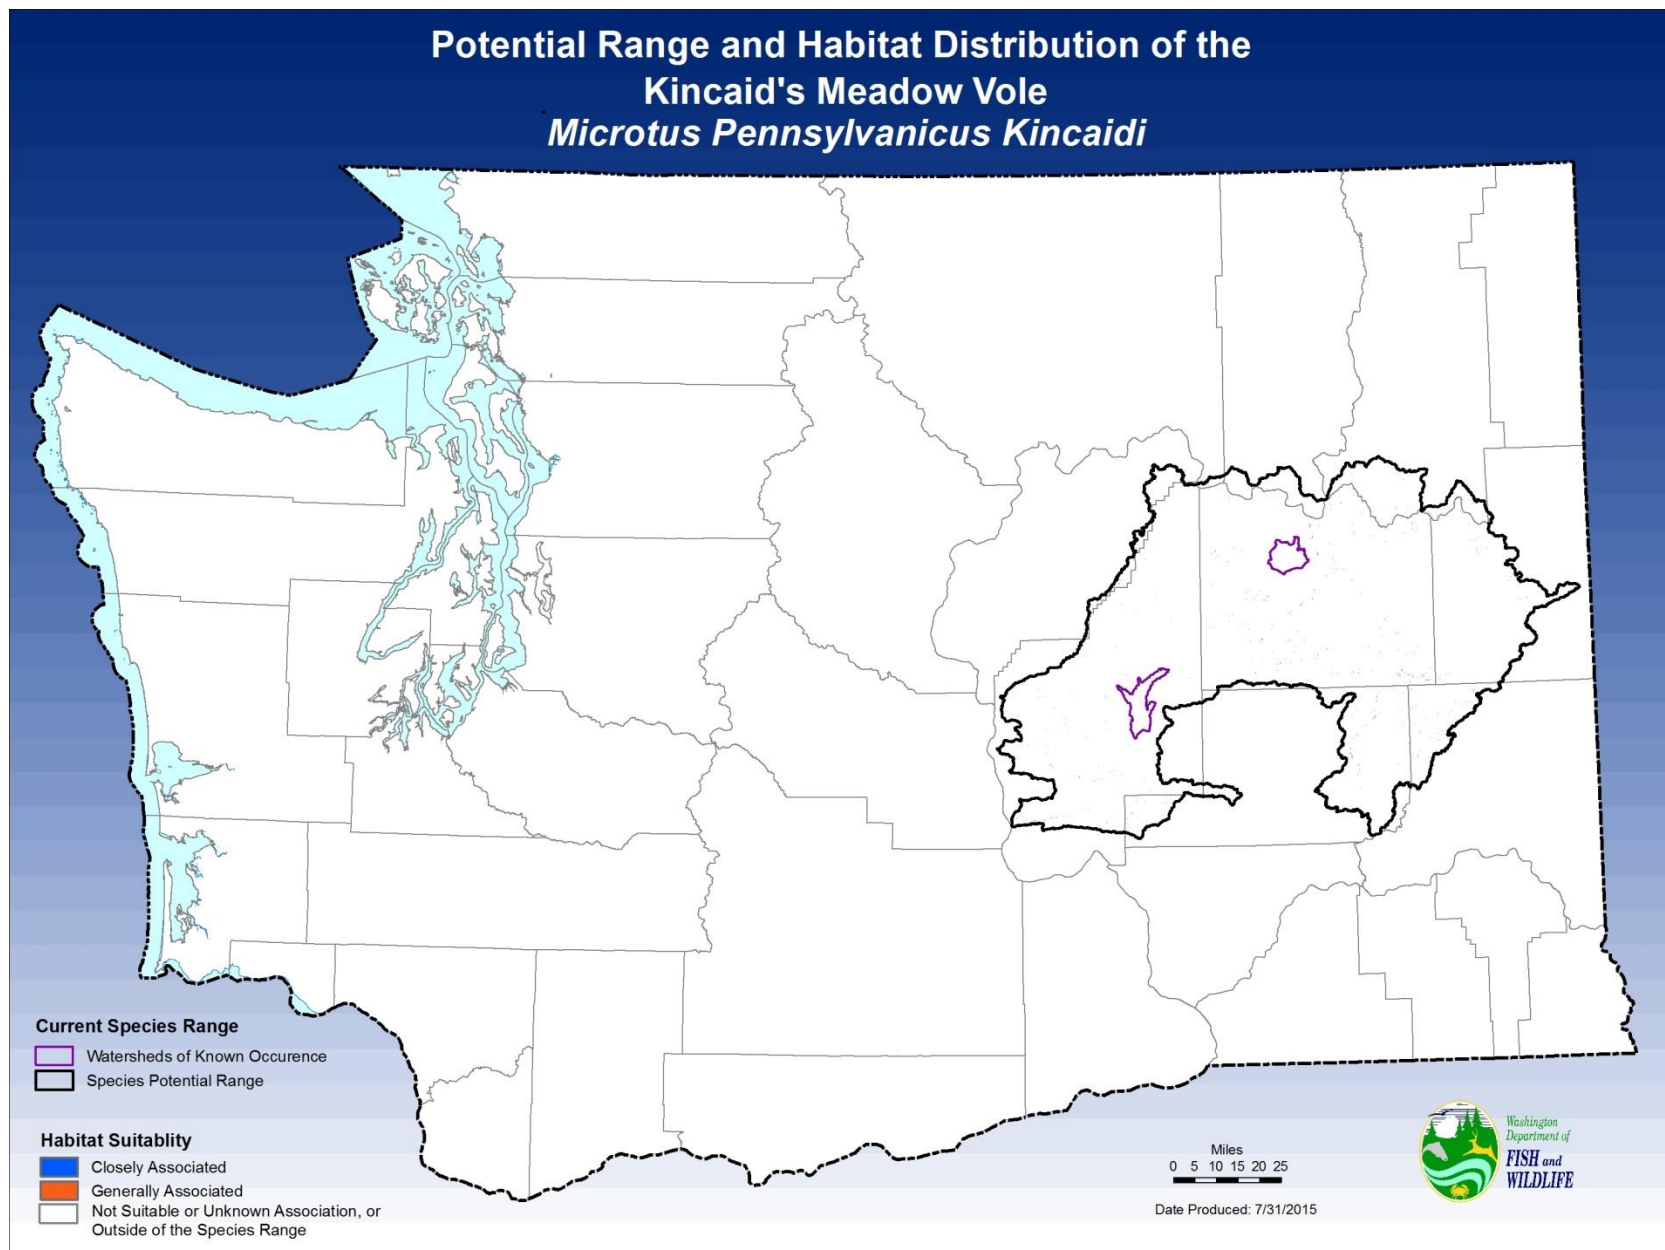 Potential Range and Habitat Distribution of the
Kincaid's Meadow Vole
Microtus Pennsylvanicus Kincaidi
Current Species Range
Watersheds of Known Occurence
Species Potential Range
Habitat Suitablity
Closely Associated
Generally Associated
Not Suitable or Unknown Association, or
Outside of the Species Range
Miles
0 5 10 15 20 25
Date Produced: 7/31/2015
Washington
Department of
FISH and
WILDLIFE